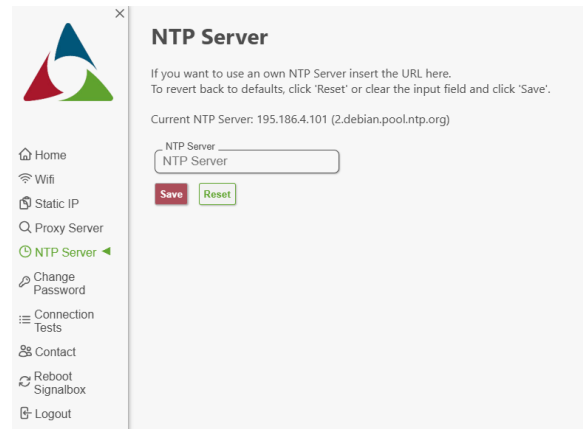 NTP Server
If you want to use an own NTP Server insert the URL here.
To revert back to defaults, click 'Reset' or clear the input field and click 'Save'.
Current NTP Server: 195.186.4.101 (2.debian.pool.ntp.org)
NTP Server
NTP Server
Save Reset
Home
Wifi
Static IP
Proxy Server
NTP Server
Change
Password
Connection
Tests
Contact
Reboot
Signalbox
Logout